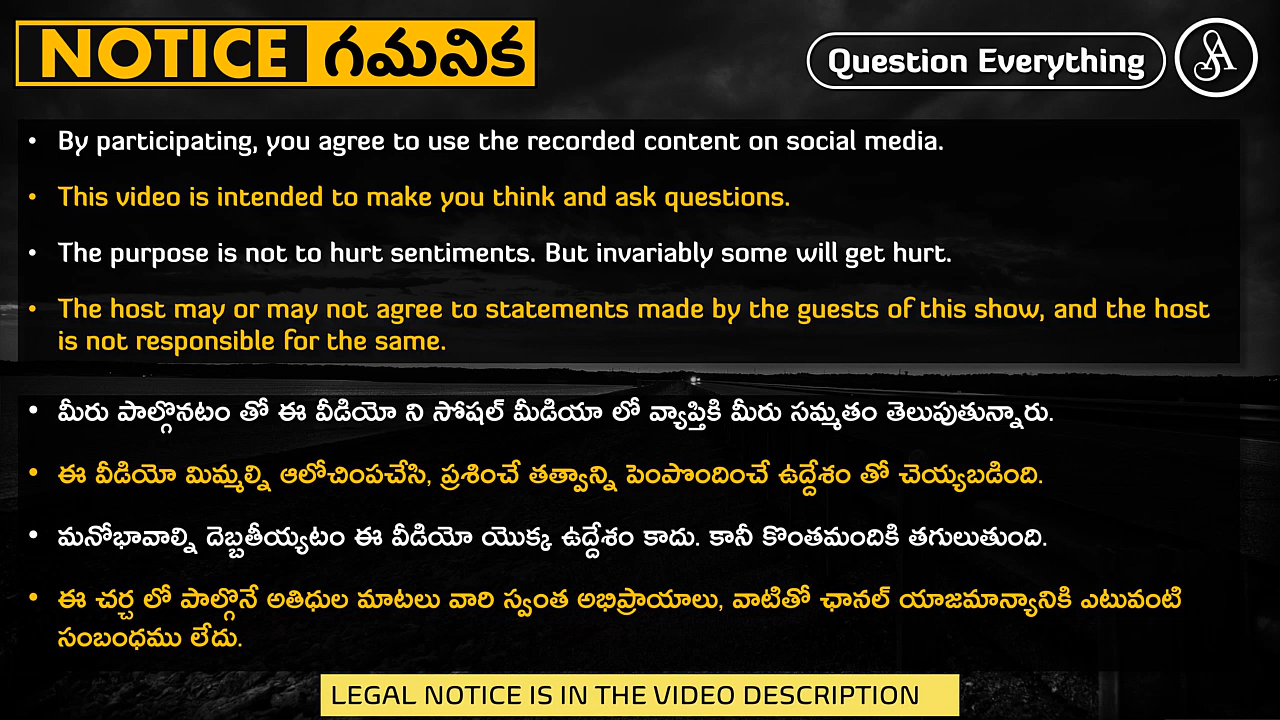 NOTICE గమనిక
Question Everything
• By participating, you agree to use the recorded content on social media.
• This video is intended to make you think and ask questions.
• The purpose is not to hurt sentiments. But invariably some will get hurt.
• The host may or may not agree to statements made by the guests of this show, and the host
is not responsible for the same.
• మీరు పాల్గొనటం తో ఈ వీడియో ని సోషల్ మీడియా లో వ్యాప్తికి మీరు సమ్మతం తెలుపుతున్నారు.
• ఈ వీడియో మిమ్మల్ని ఆలోచింపచేసి, ప్రశించే తత్వాన్ని పెంపొందించే ఉద్దేశం తో చెయ్యబడింది.
• మనోభావాల్ని దెబ్బతీయ్యటం ఈ వీడియో యొక్క ఉద్దేశం కాదు. కానీ కొంతమందికి తగులుతుంది.
• ఈ చర్చ లో పాల్గొనే అతిధుల మాటలు వారి స్వంత అభిప్రాయాలు, వాటితో ఛానల్ యాజమాన్యానికి ఎటువంటి
సంబంధము లేదు.
LEGAL NOTICE IS IN THE VIDEO DESCRIPTION